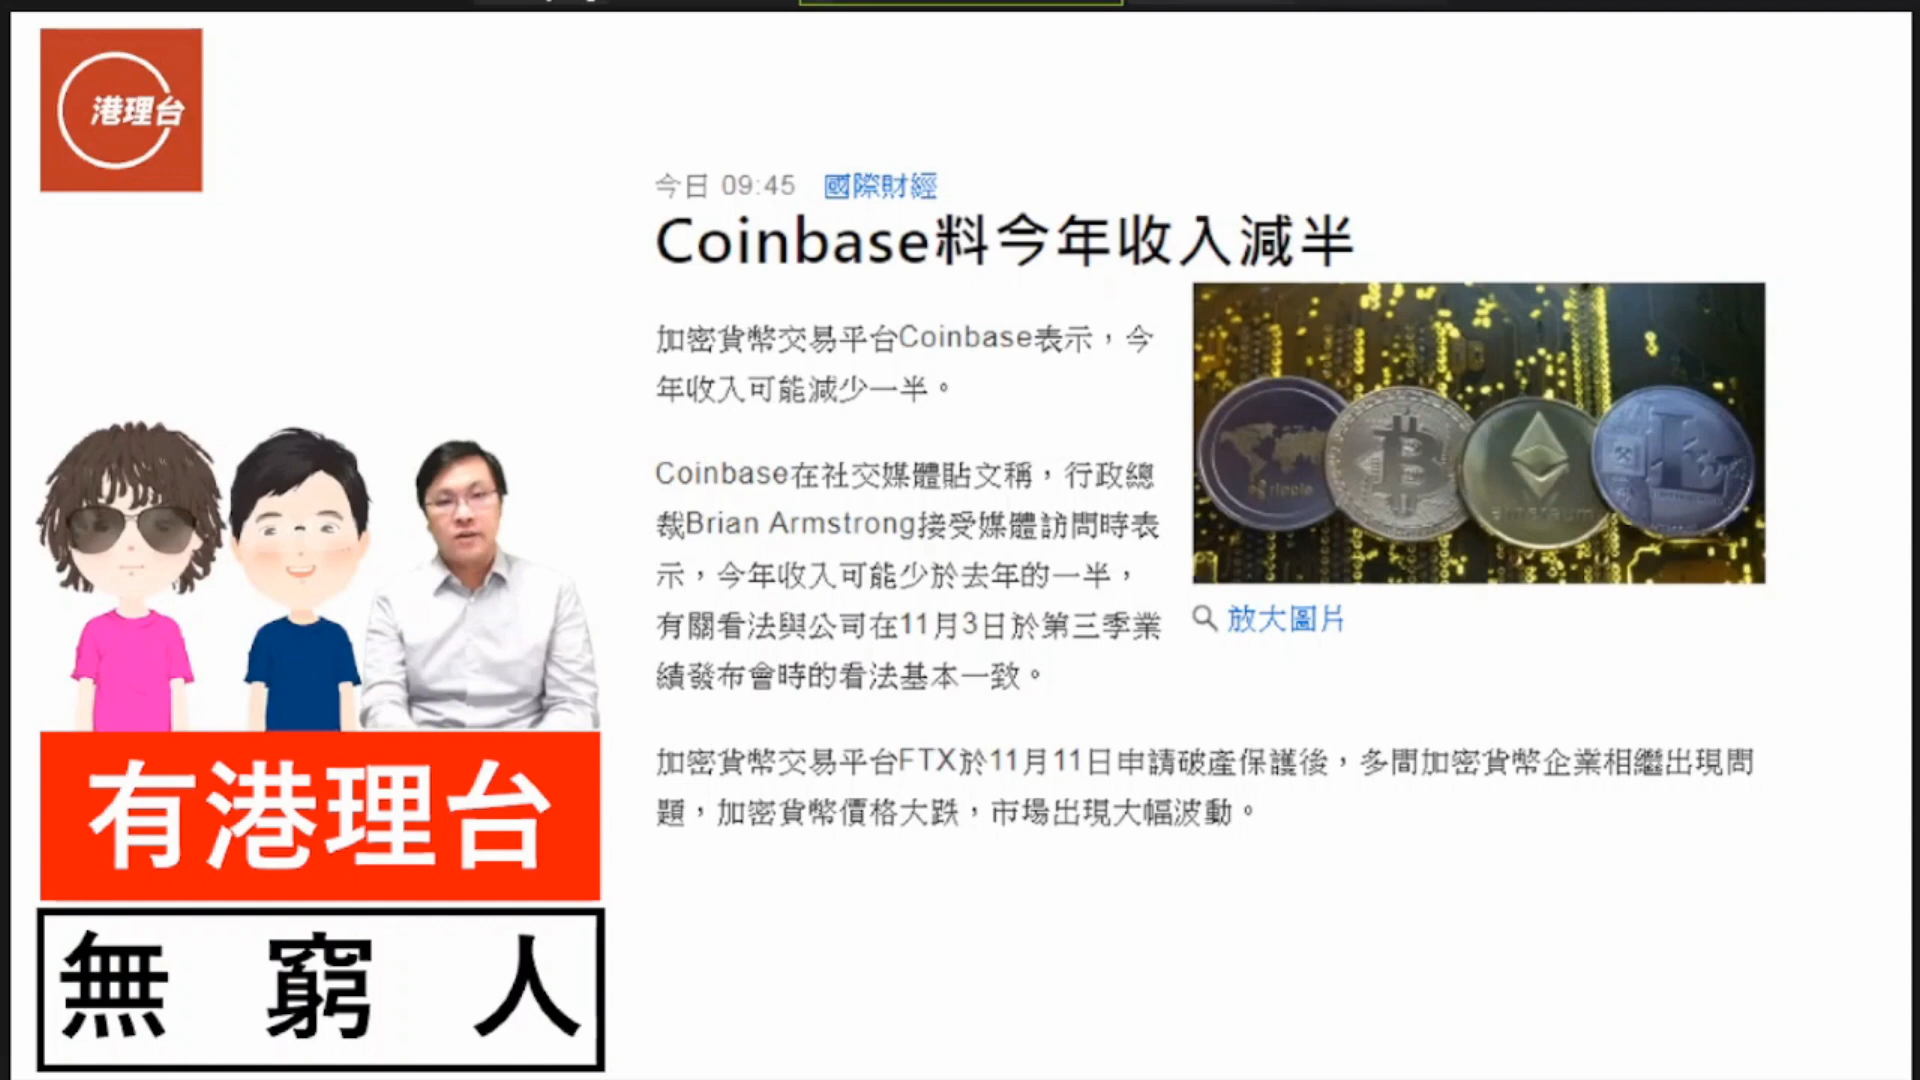 港理台
今日 09:45 國際財經
Coinbase料今年收入減半
加密貨幣交易平台Coinbase表示，今
年收入可能減少一半。
Coinbase在社交媒體貼文稱，行政總
裁Brian Armstrong接受媒體訪問時表
示，今年收入可能少於去年的一半，
有關看法與公司在11月3日於第三季業
績發布會時的看法基本一致。
ripple
ethereum
放大圖片
加密貨幣交易平台FTX於11月11日申請破產保護後，多間加密貨幣企業相繼出現問
題，加密貨幣價格大跌，市場出現大幅波動。
有港理台
無窮人